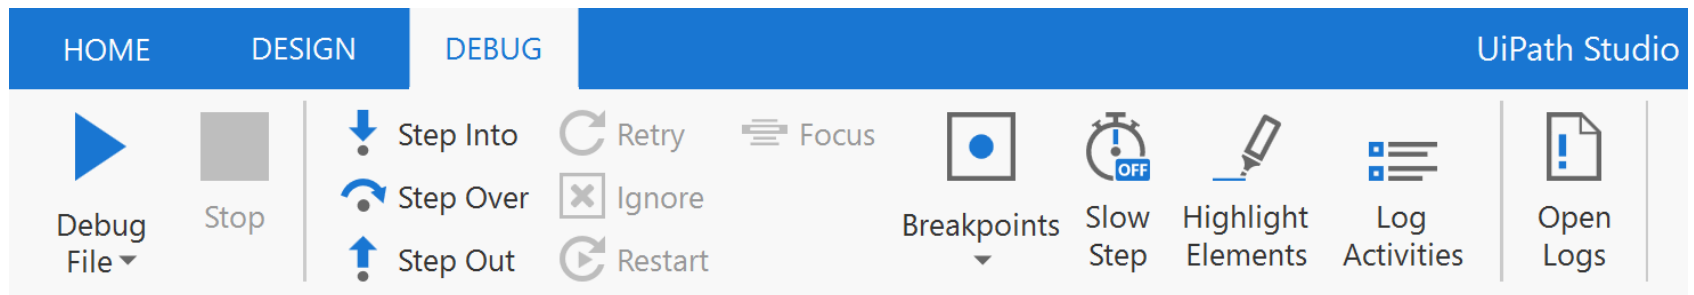 HOME DESIGN DEBUG UiPath Studio
Step Into Retry Focus
Step Over Ignore
Step Out Restart
Debug
File
Stop
Breakpoints
Slow
Step
OFF
Highlight
Elements
Log
Activities
Open
Logs